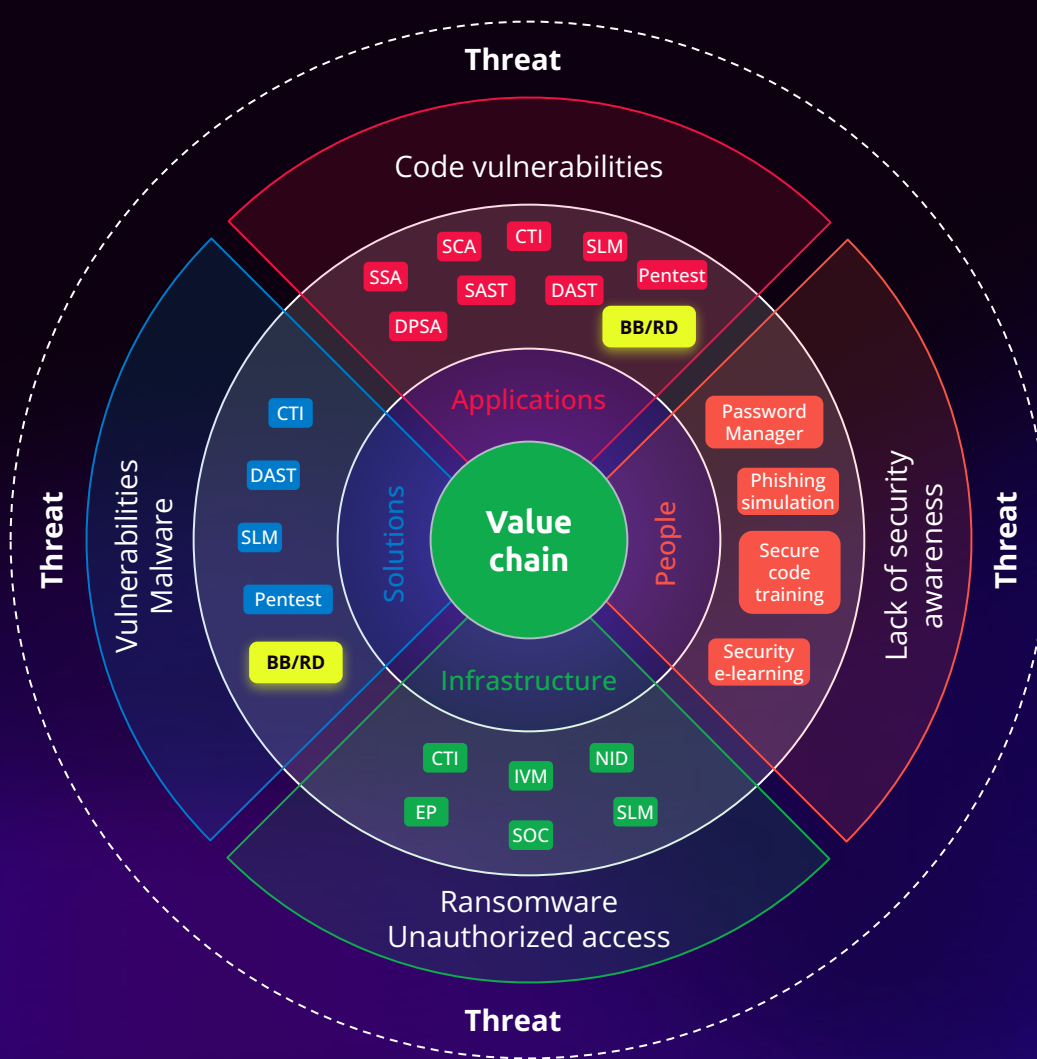 Threat
Code vulnerabilities
CTI
SCA
SLM
SSA
Pentest
SAST
DAST
DPSA
BB/RD
Applications
Threat
Vulnerabilities
Malware
CTI
DAST
SLM
Pentest
BB/RD
Solutions
Value
chain
People
Password
Manager
Phishing
simulation
Secure
code
training
Security
e-learning
Lack of security
awareness
Threat
Infrastructure
CTI
IVM
NID
EP
SOC
SLM
Ransomware
Unauthorized access
Threat